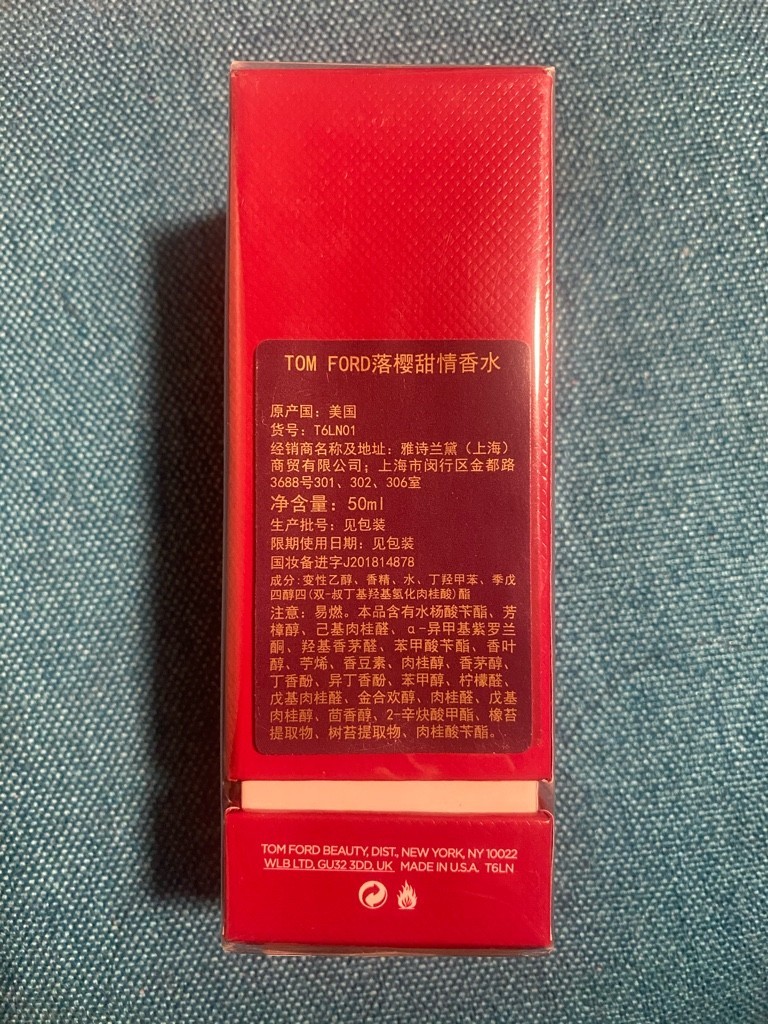 TOM FORD落樱甜情香水
原产国：美国
货号：T6LN01
经销商名称及地址：雅诗兰黛（上海）
商贸有限公司；上海市闵行区金都路
3688号301、302、306室
净含量：50ml
生产批号：见包装
限期使用日期：见包装
国妆备进字J201814878
成分:变性乙醇、香精、水、丁羟甲苯、季戊
四醇四(双-叔丁基羟基氢化肉桂酸)酯
注意：易燃。本品含有水杨酸苄酯、芳
樟醇、己基肉桂醛、α-异甲基紫罗兰
酮、羟基香茅醛、苯甲酸苄酯、香叶
醇、苧烯、香豆素、肉桂醇、香茅醇、
丁香酚、异丁香酚、苯甲醇、柠檬醛、
戊基肉桂醛、金合欢醇、肉桂醛、戊基
肉桂醇、茴香醇、2-辛炔酸甲酯、橡苔
提取物、树苔提取物、肉桂酸苄酯。
TOM FORD BEAUTY, DIST., NEW YORK, NY 10022
WLB LTD, GU32 3DD, UK MADE IN U.S.A. T6LN